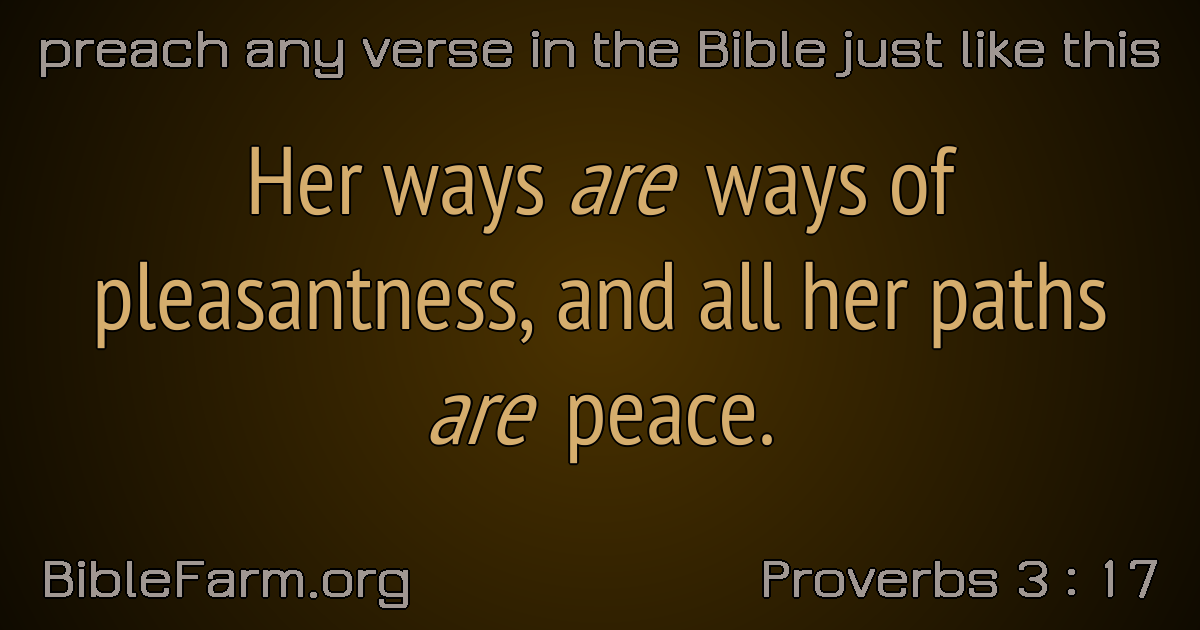 preach any verse in the Bible just like this
Her ways are ways of
pleasantness, and all her paths
are peace.
BibleFarm.org
Proverbs 3 : 17